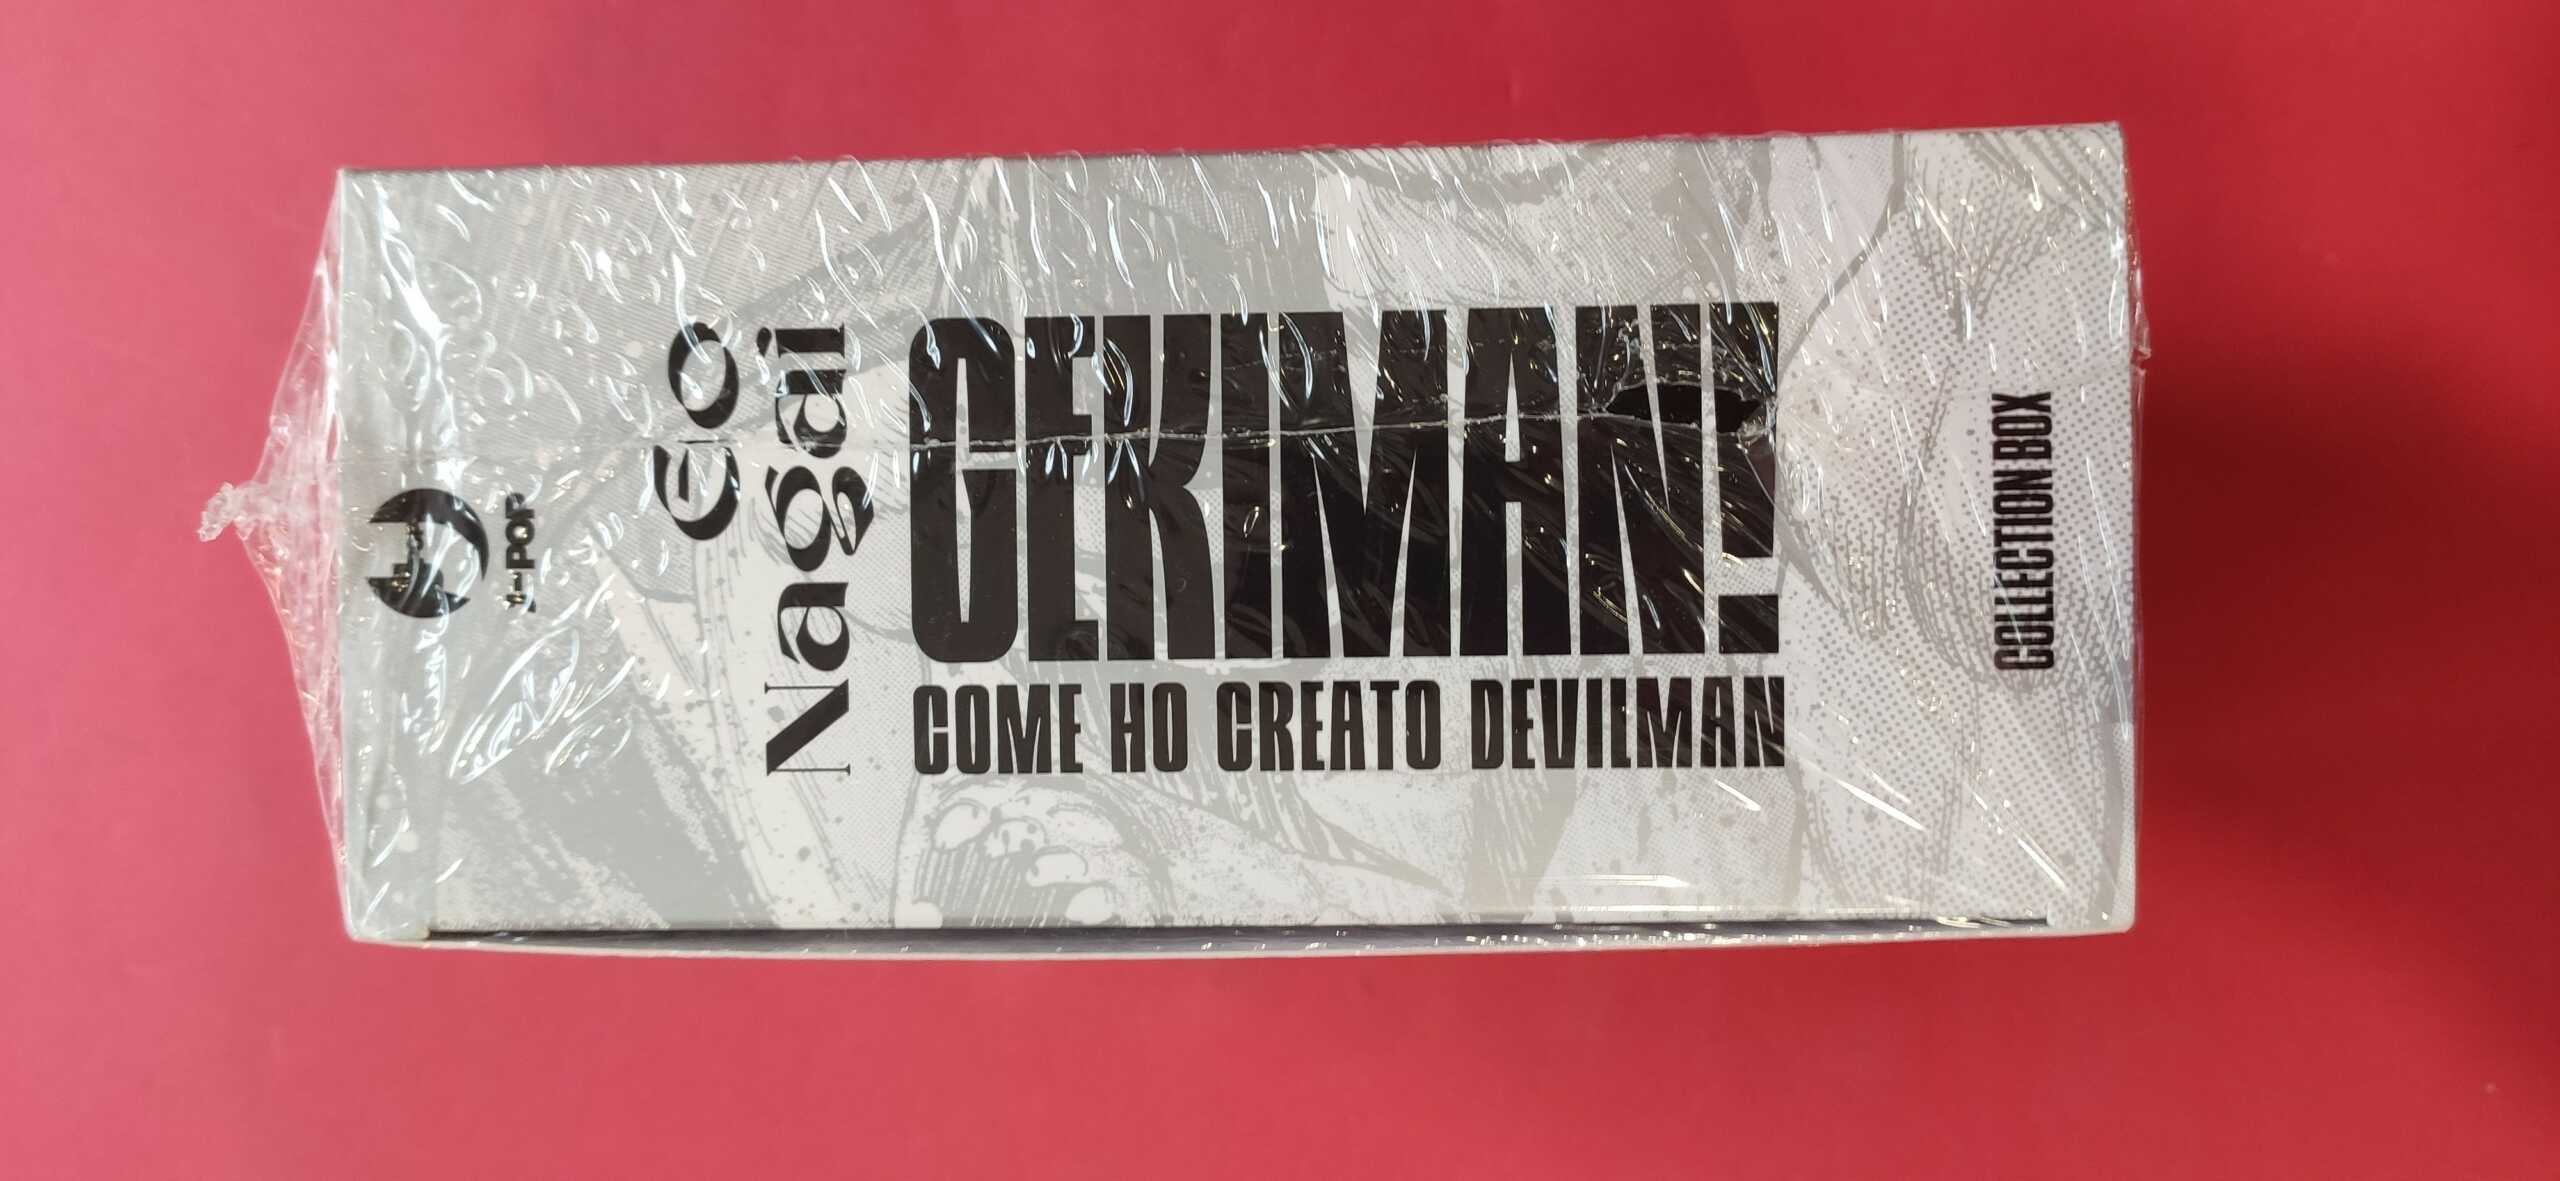 J-POP
Go
Nagai
GEKIMAN!
COME HO CREATO DEVILMAN
COLLECTION BOX